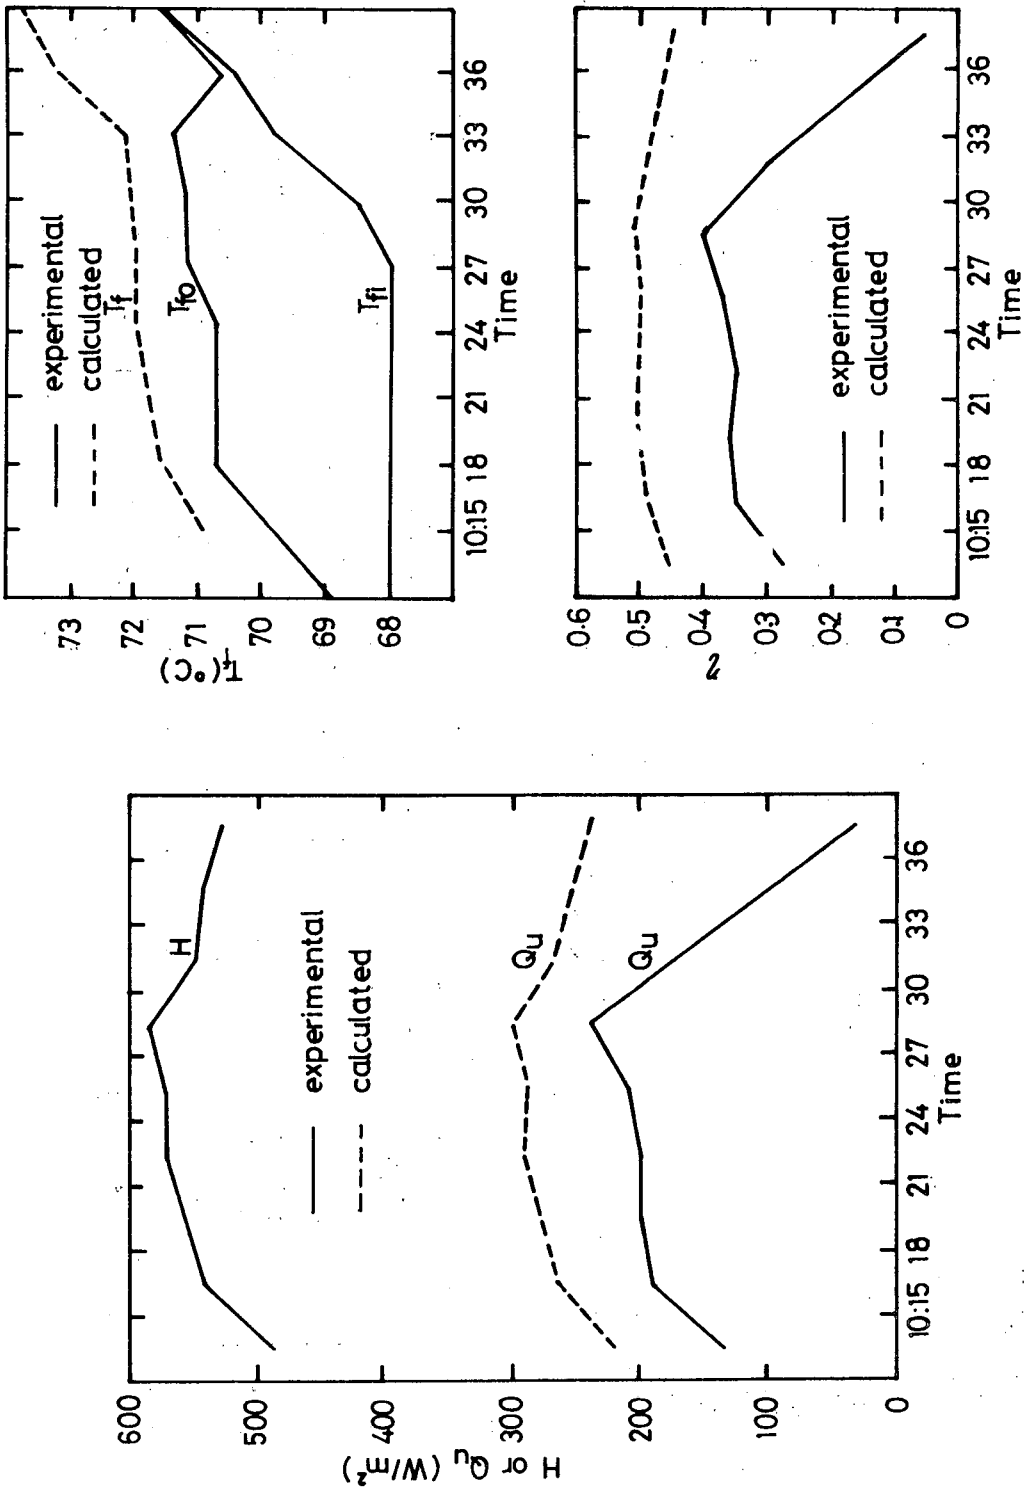 600
500
400
300
200
100
0
H or Qu (W/m²)
H
experimental
calculated
Qu
Qu
10:15 18 21 24 27 30 33 36
Time
73
72
71
70
69
68
Tf(°C)
experimental
calculated
Tf
Tfo
Tfi
10:15 18 21 24 27 30 33 36
Time
0.6
0.5
0.4
0.3
0.2
0.1
0
η
experimental
calculated
10:15 18 21 24 27 30 33 36
Time